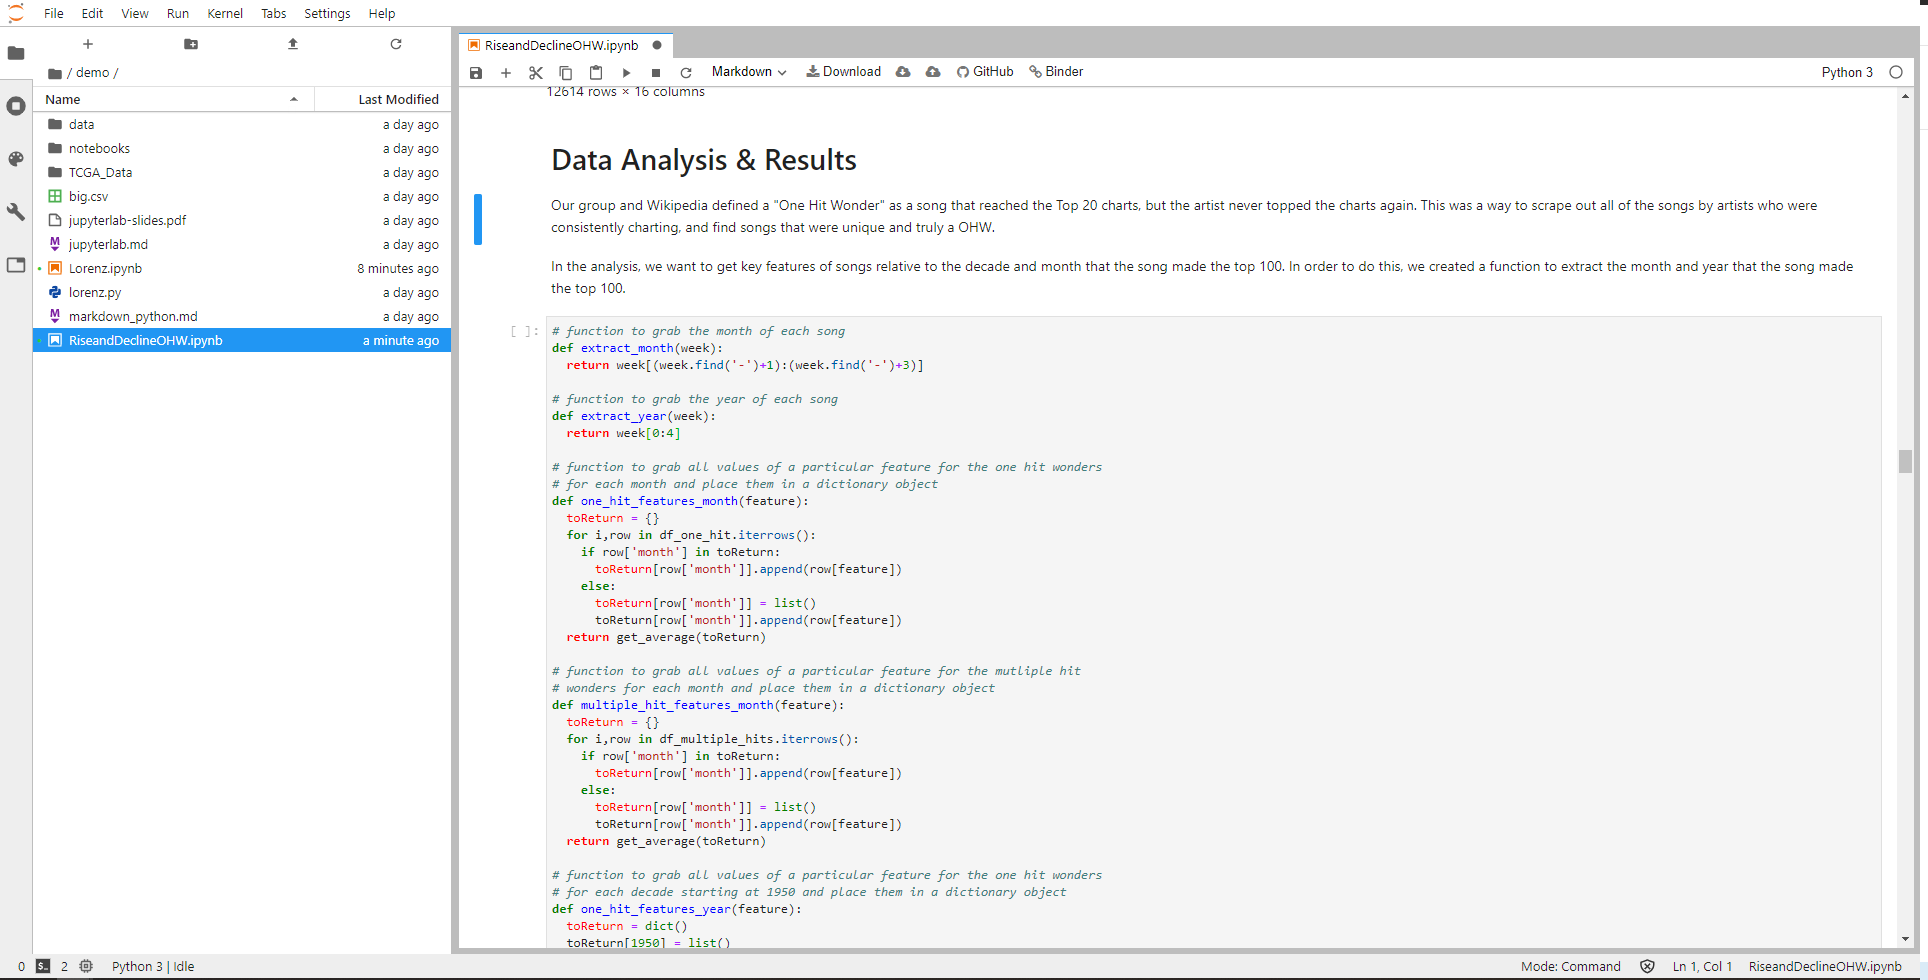 File Edit View Run Kernel Tabs Settings Help
/ demo /
Name Last Modified
data a day ago
notebooks a day ago
TCGA_Data a day ago
big.csv a day ago
jupyterlab-slides.pdf a day ago
jupyterlab.md a day ago
Lorenz.ipynb 8 minutes ago
lorenz.py a day ago
markdown_python.md a day ago
RiseandDeclineOHW.ipynb a minute ago
RiseandDeclineOHW.ipynb
Markdown Download GitHub Binder Python 3
12614 rows × 16 columns
Data Analysis & Results
Our group and Wikipedia defined a "One Hit Wonder" as a song that reached the Top 20 charts, but the artist never topped the charts again. This was a way to scrape out all of the songs by artists who were
consistently charting, and find songs that were unique and truly a OHW.
In the analysis, we want to get key features of songs relative to the decade and month that the song made the top 100. In order to do this, we created a function to extract the month and year that the song made
the top 100.
[ ]: # function to grab the month of each song
def extract_month(week):
  return week[(week.find('-')+1):(week.find('-')+3)]
# function to grab the year of each song
def extract_year(week):
  return week[0:4]
# function to grab all values of a particular feature for the one hit wonders
# for each month and place them in a dictionary object
def one_hit_features_month(feature):
  toReturn = {}
  for i,row in df_one_hit.iterrows():
    if row['month'] in toReturn:
      toReturn[row['month']].append(row[feature])
    else:
      toReturn[row['month']] = list()
      toReturn[row['month']].append(row[feature])
  return get_average(toReturn)
# function to grab all values of a particular feature for the mutliple hit
# wonders for each month and place them in a dictionary object
def multiple_hit_features_month(feature):
  toReturn = {}
  for i,row in df_multiple_hits.iterrows():
    if row['month'] in toReturn:
      toReturn[row['month']].append(row[feature])
    else:
      toReturn[row['month']] = list()
      toReturn[row['month']].append(row[feature])
  return get_average(toReturn)
# function to grab all values of a particular feature for the one hit wonders
# for each decade starting at 1950 and place them in a dictionary object
def one_hit_features_year(feature):
  toReturn = dict()
  toReturn[1950] = list()
0 $_ 2 Python 3 | Idle Mode: Command Ln 1, Col 1 RiseandDeclineOHW.ipynb